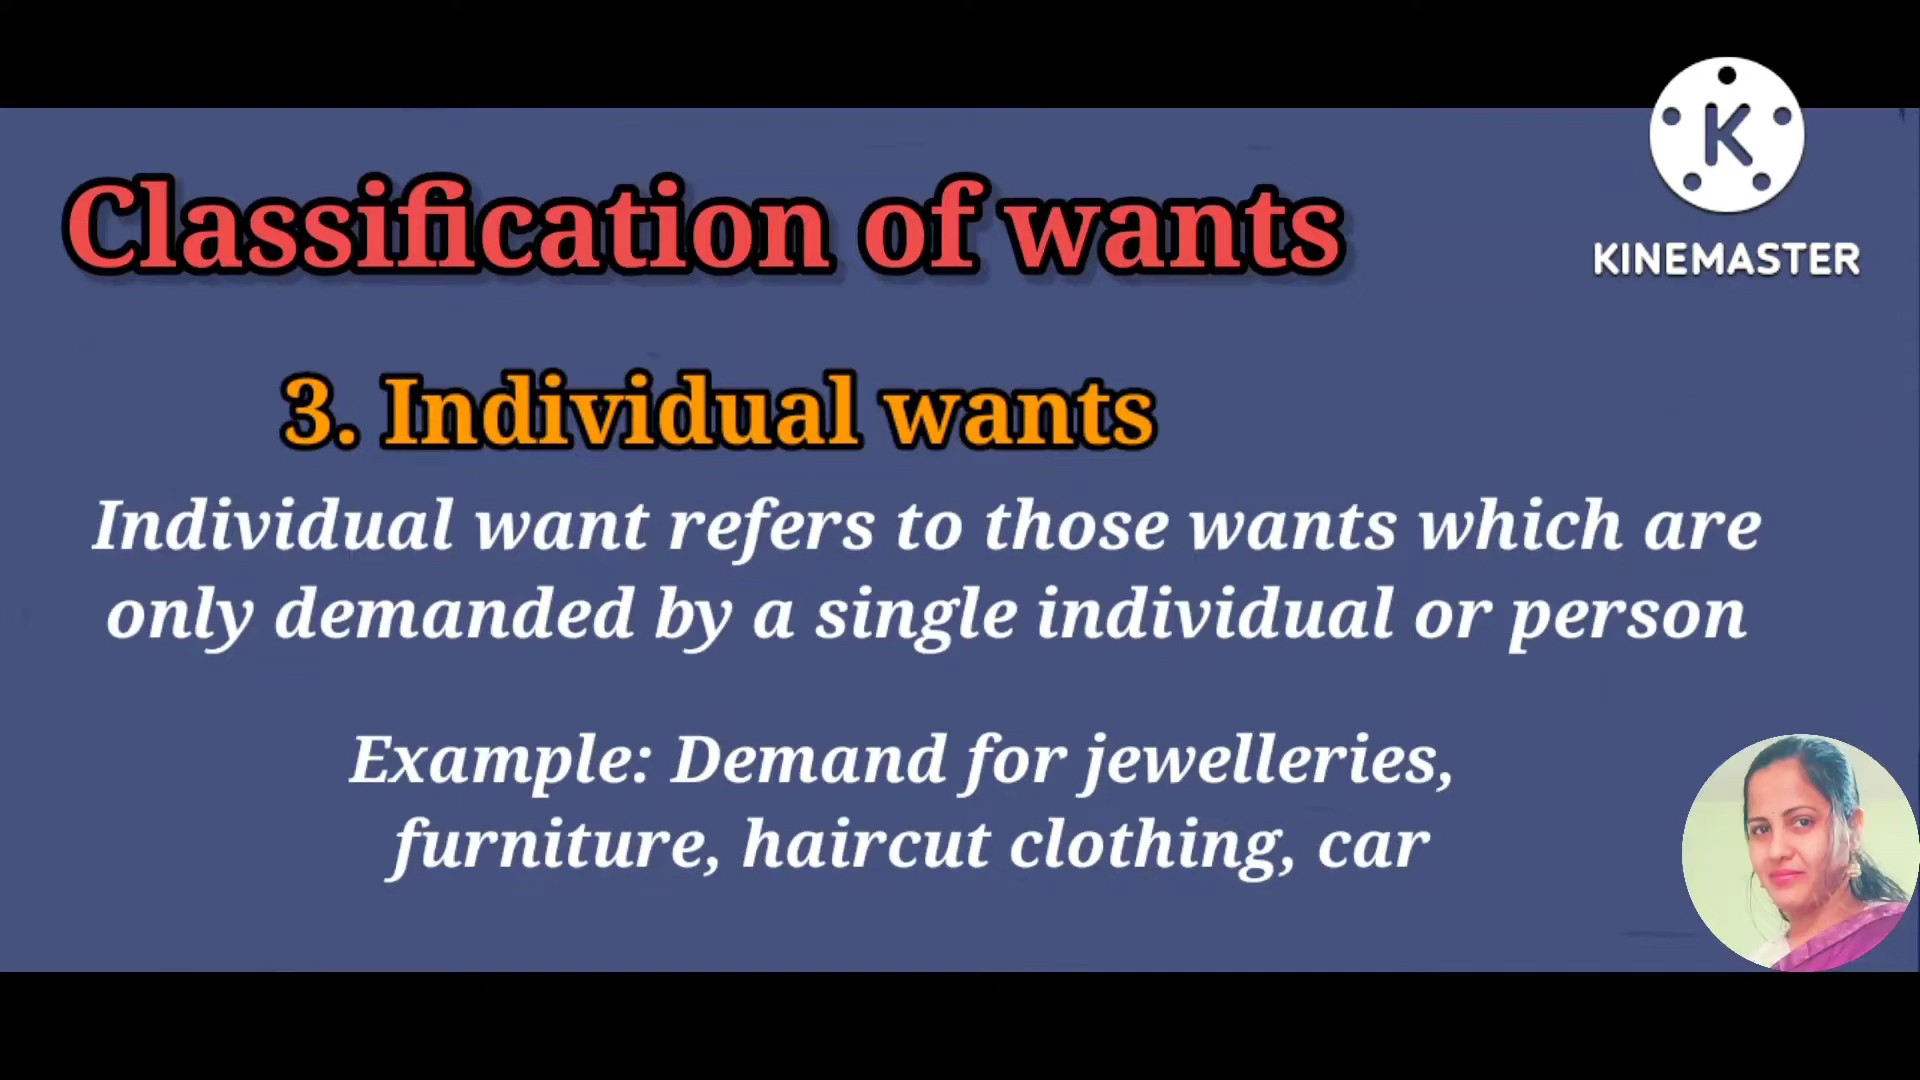 Classification of wants
K
KINEMASTER
3. Individual wants
Individual want refers to those wants which are
only demanded by a single individual or person
Example: Demand for jewelleries,
furniture, haircut clothing, car